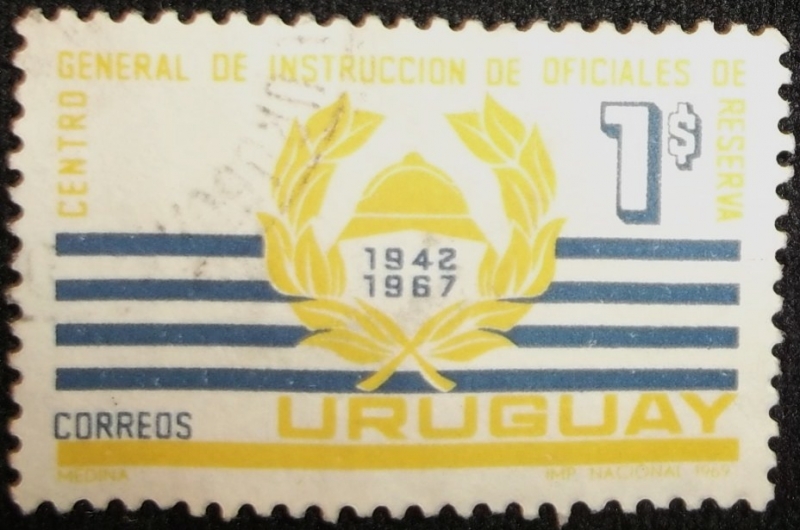 CENTRO GENERAL DE INSTRUCCION DE OFICIALES DE RESERVA
1$
1942
1967
CORREOS
URUGUAY
MEDINA IMP. NACIONAL 1969